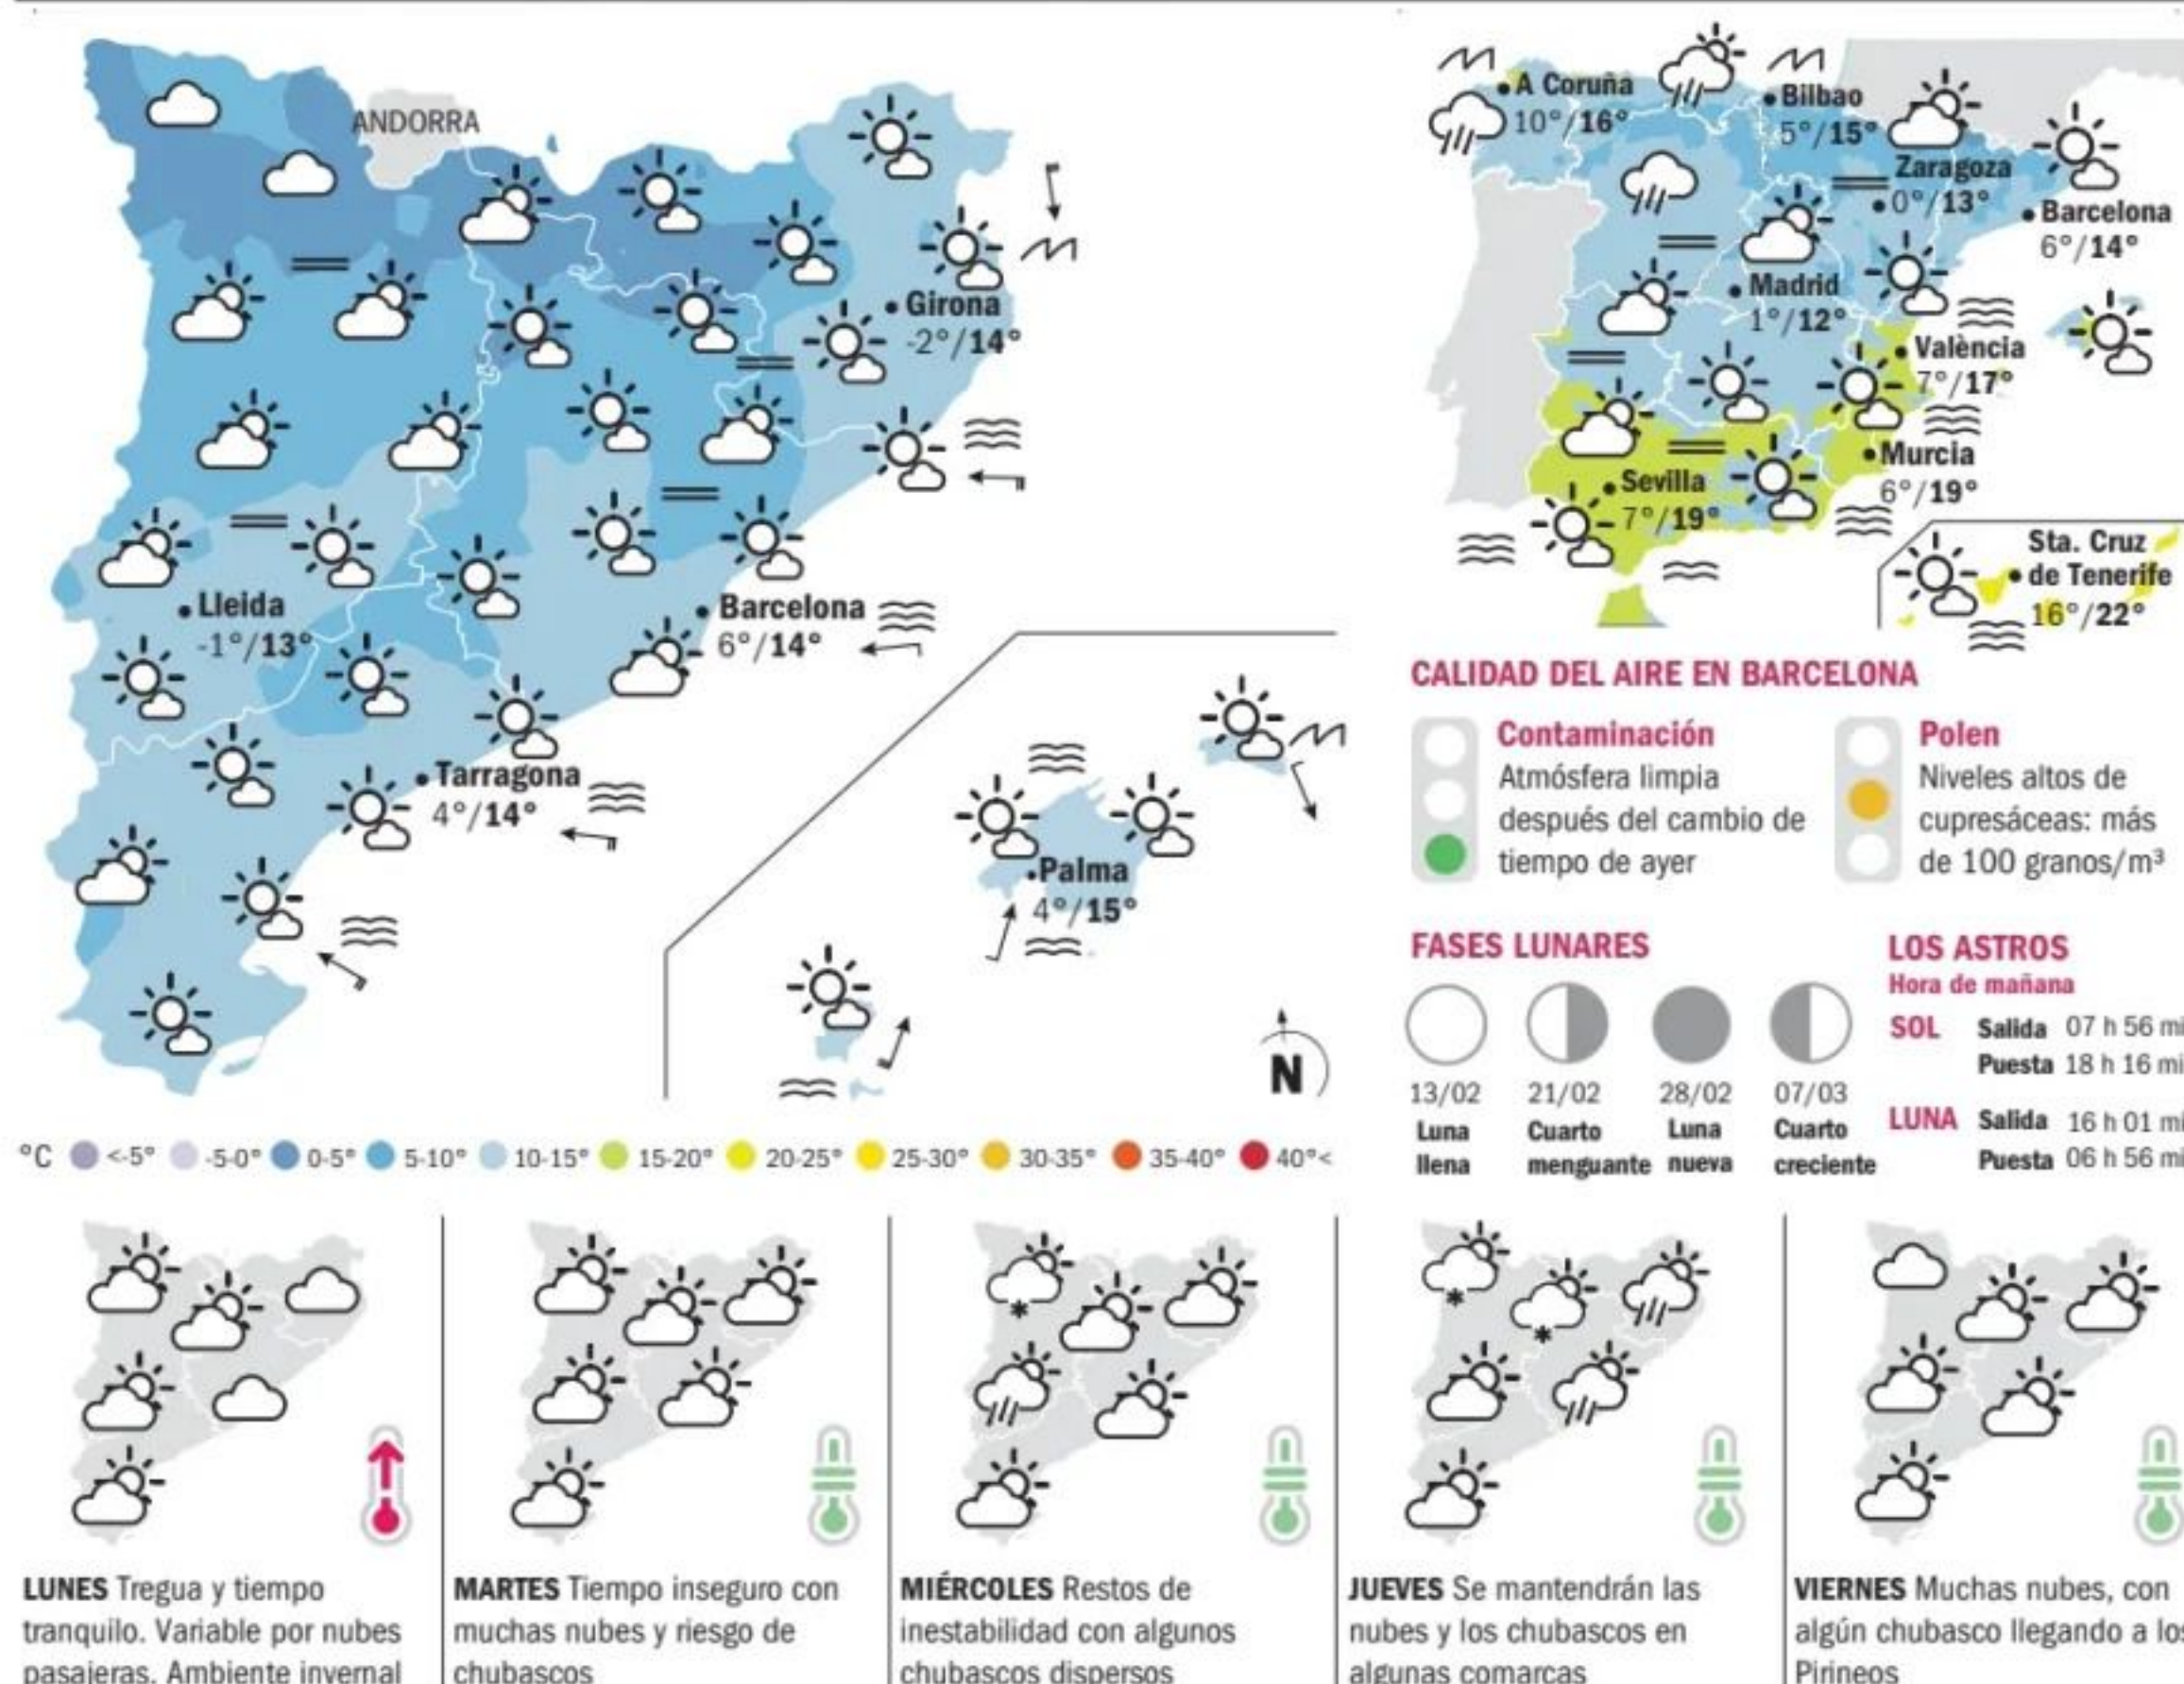 ANDORRA
Girona
-2°/14°
Lleida
-1°/13°
Barcelona
6°/14°
Tarragona
4°/14°
Palma
4°/15°
N
A Coruña
10°/16°
Bilbao
5°/15°
Zaragoza
0°/13°
Barcelona
6°/14°
Madrid
1°/12°
València
7°/17°
Murcia
6°/19°
Sevilla
7°/19°
Sta. Cruz
de Tenerife
16°/22°
CALIDAD DEL AIRE EN BARCELONA
Contaminación
Atmósfera limpia
después del cambio de
tiempo de ayer
Polen
Niveles altos de
cupresáceas: más
de 100 granos/m³
FASES LUNARES
13/02
Luna
llena
21/02
Cuarto
menguante
28/02
Luna
nueva
07/03
Cuarto
creciente
LOS ASTROS
Hora de mañana
SOL Salida 07 h 56 mi
Puesta 18 h 16 mi
LUNA Salida 16 h 01 mi
Puesta 06 h 56 mi
°C <-5° -5-0° 0-5° 5-10° 10-15° 15-20° 20-25° 25-30° 30-35° 35-40° 40°<
LUNES Tregua y tiempo
tranquilo. Variable por nubes
pasajeras. Ambiente invernal
MARTES Tiempo inseguro con
muchas nubes y riesgo de
chubascos
MIÉRCOLES Restos de
inestabilidad con algunos
chubascos dispersos
JUEVES Se mantendrán las
nubes y los chubascos en
algunas comarcas
VIERNES Muchas nubes, con
algún chubasco llegando a los
Pirineos